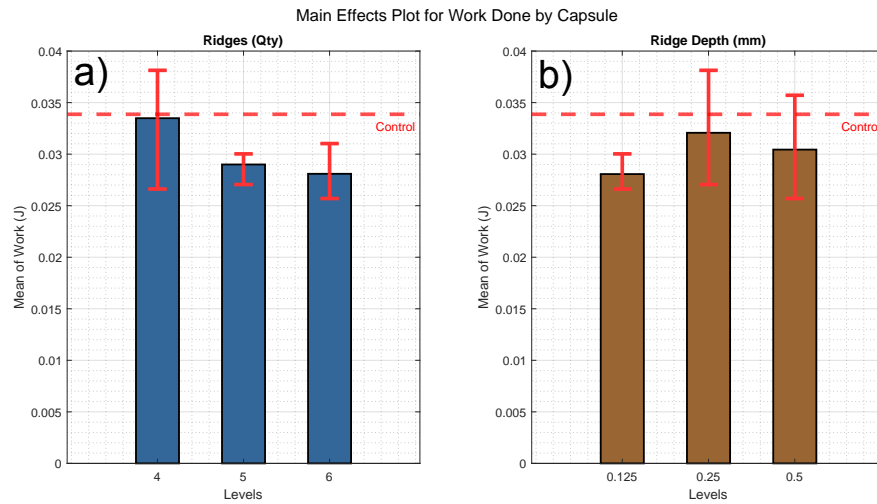 Main Effects Plot for Work Done by Capsule
Ridges (Qty)
a)
0.04
0.035
0.03
0.025
0.02
0.015
0.01
0.005
0
Mean of Work (J)
Control
4 5 6
Levels
Ridge Depth (mm)
b)
0.04
0.035
0.03
0.025
0.02
0.015
0.01
0.005
0
Mean of Work (J)
Control
0.125 0.25 0.5
Levels